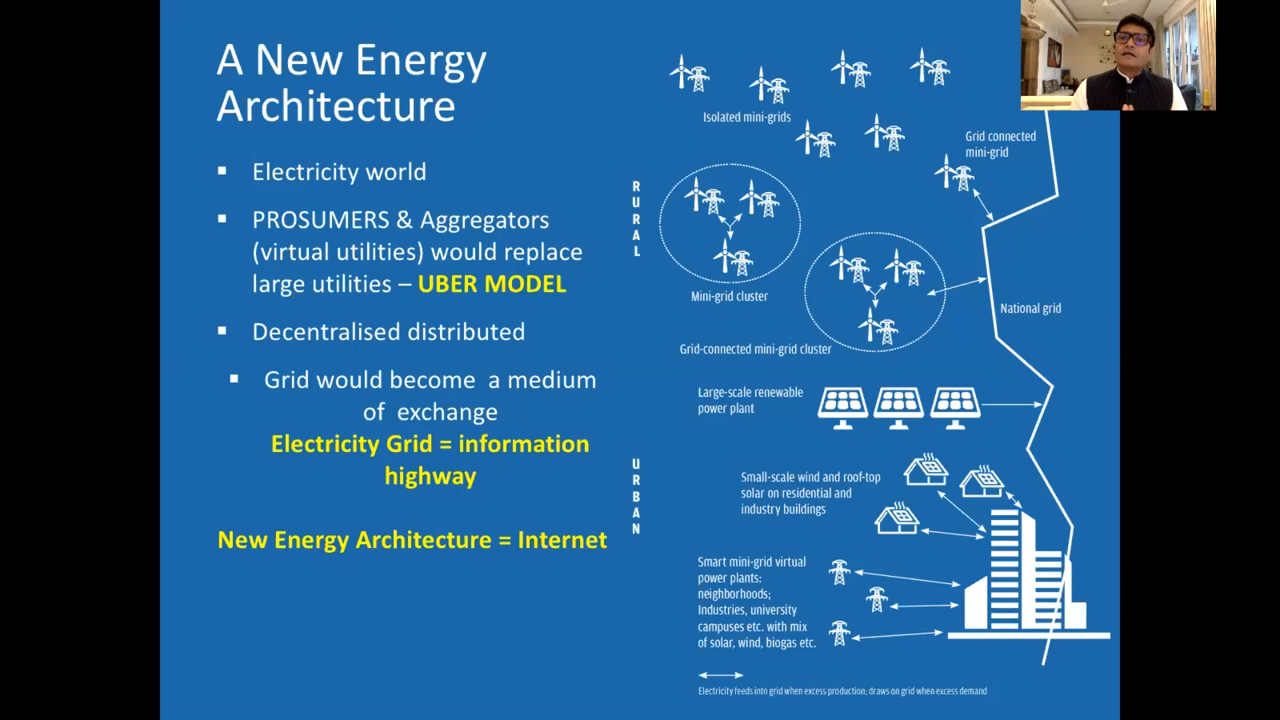 A New Energy
Architecture
Electricity world
PROSUMERS & Aggregators
(virtual utilities) would replace
large utilities – UBER MODEL
Decentralised distributed
Grid would become a medium
of exchange
Electricity Grid = information
highway
New Energy Architecture = Internet
RURAL
Isolated mini-grids
Grid connected
mini-grid
Mini-grid cluster
National grid
Grid-connected mini-grid cluster
Large-scale renewable
power plant
URBAN
Small-scale wind and roof-top
solar on residential and
industry buildings
Smart mini-grid virtual
power plants:
neighborhoods;
Industries, university
campuses etc. with mix
of solar, wind, biogas etc.
Electricity feeds into grid when excess production; draws on grid when excess demand